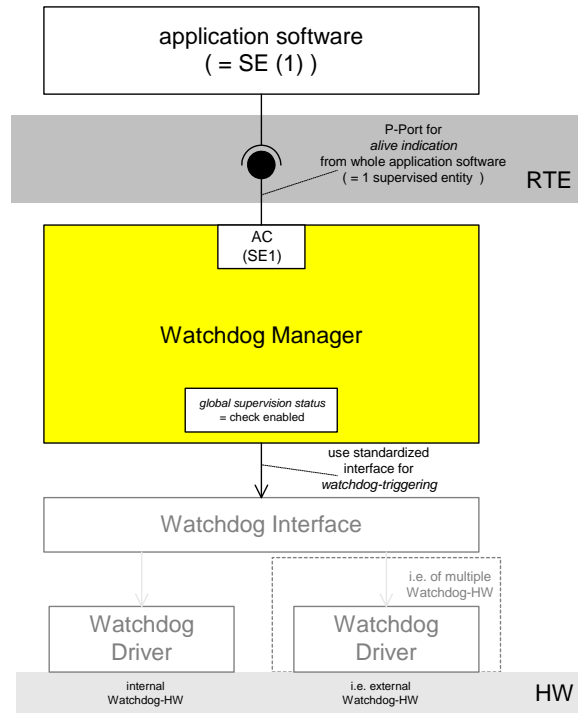 application software
( = SE (1) )
P-Port for
alive indication
from whole application software
( = 1 supervised entity )
RTE
AC
(SE1)
Watchdog Manager
global supervision status
= check enabled
use standardized
interface for
watchdog-triggering
Watchdog Interface
i.e. of multiple
Watchdog-HW
Watchdog
Driver
Watchdog
Driver
internal
Watchdog-HW
i.e. external
Watchdog-HW
HW